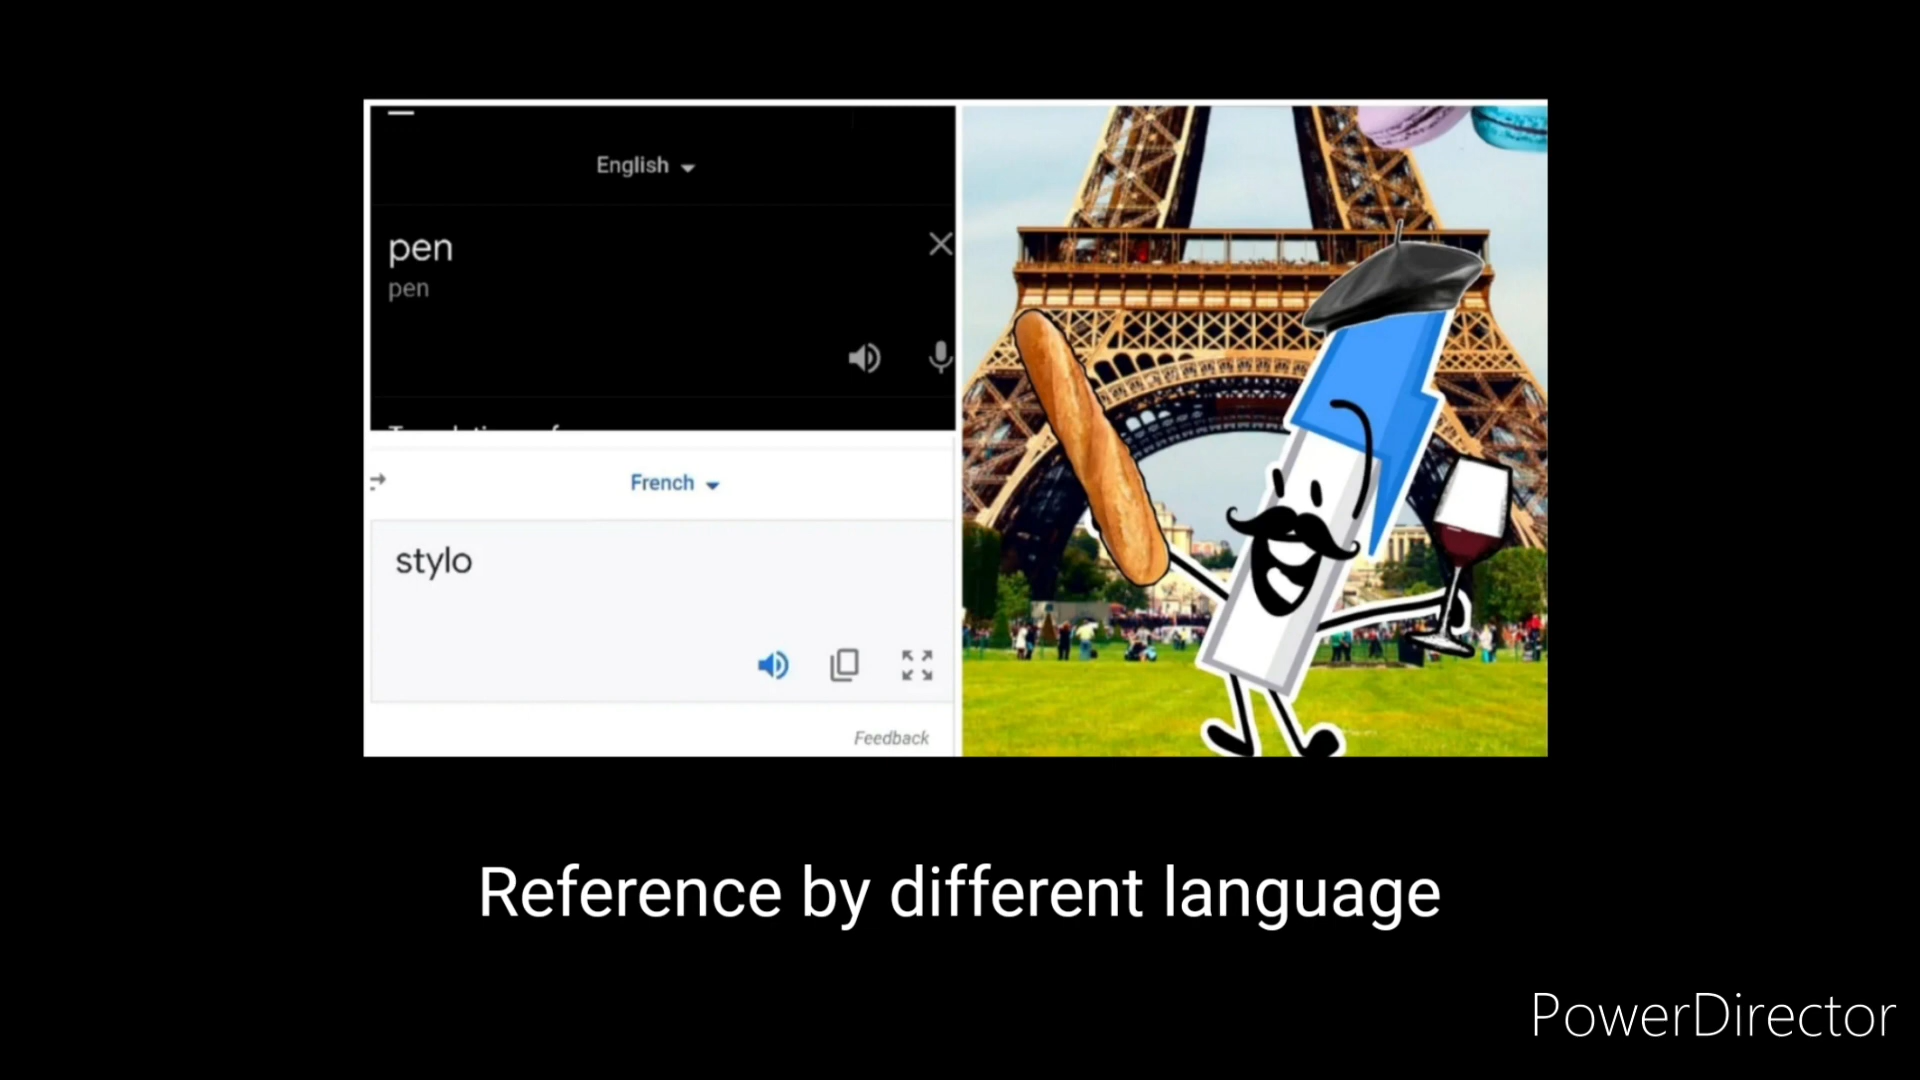 English
pen
pen
French
stylo
Feedback
Reference by different language
PowerDirector